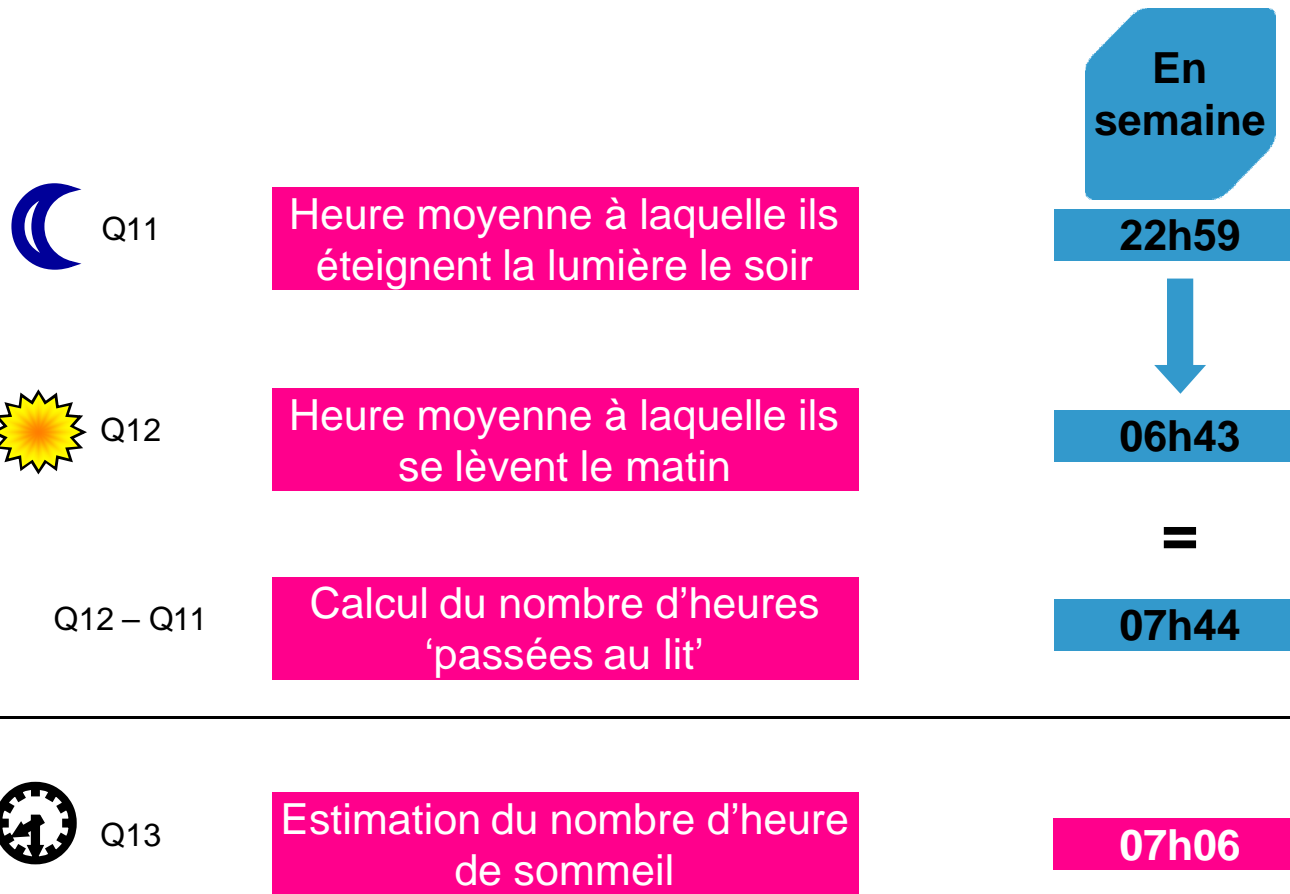 En
semaine
Q11
Heure moyenne à laquelle ils
éteignent la lumière le soir
22h59
Q12
Heure moyenne à laquelle ils
se lèvent le matin
06h43
=
Q12 – Q11
Calcul du nombre d’heures
‘passées au lit’
07h44
Q13
Estimation du nombre d’heure
de sommeil
07h06